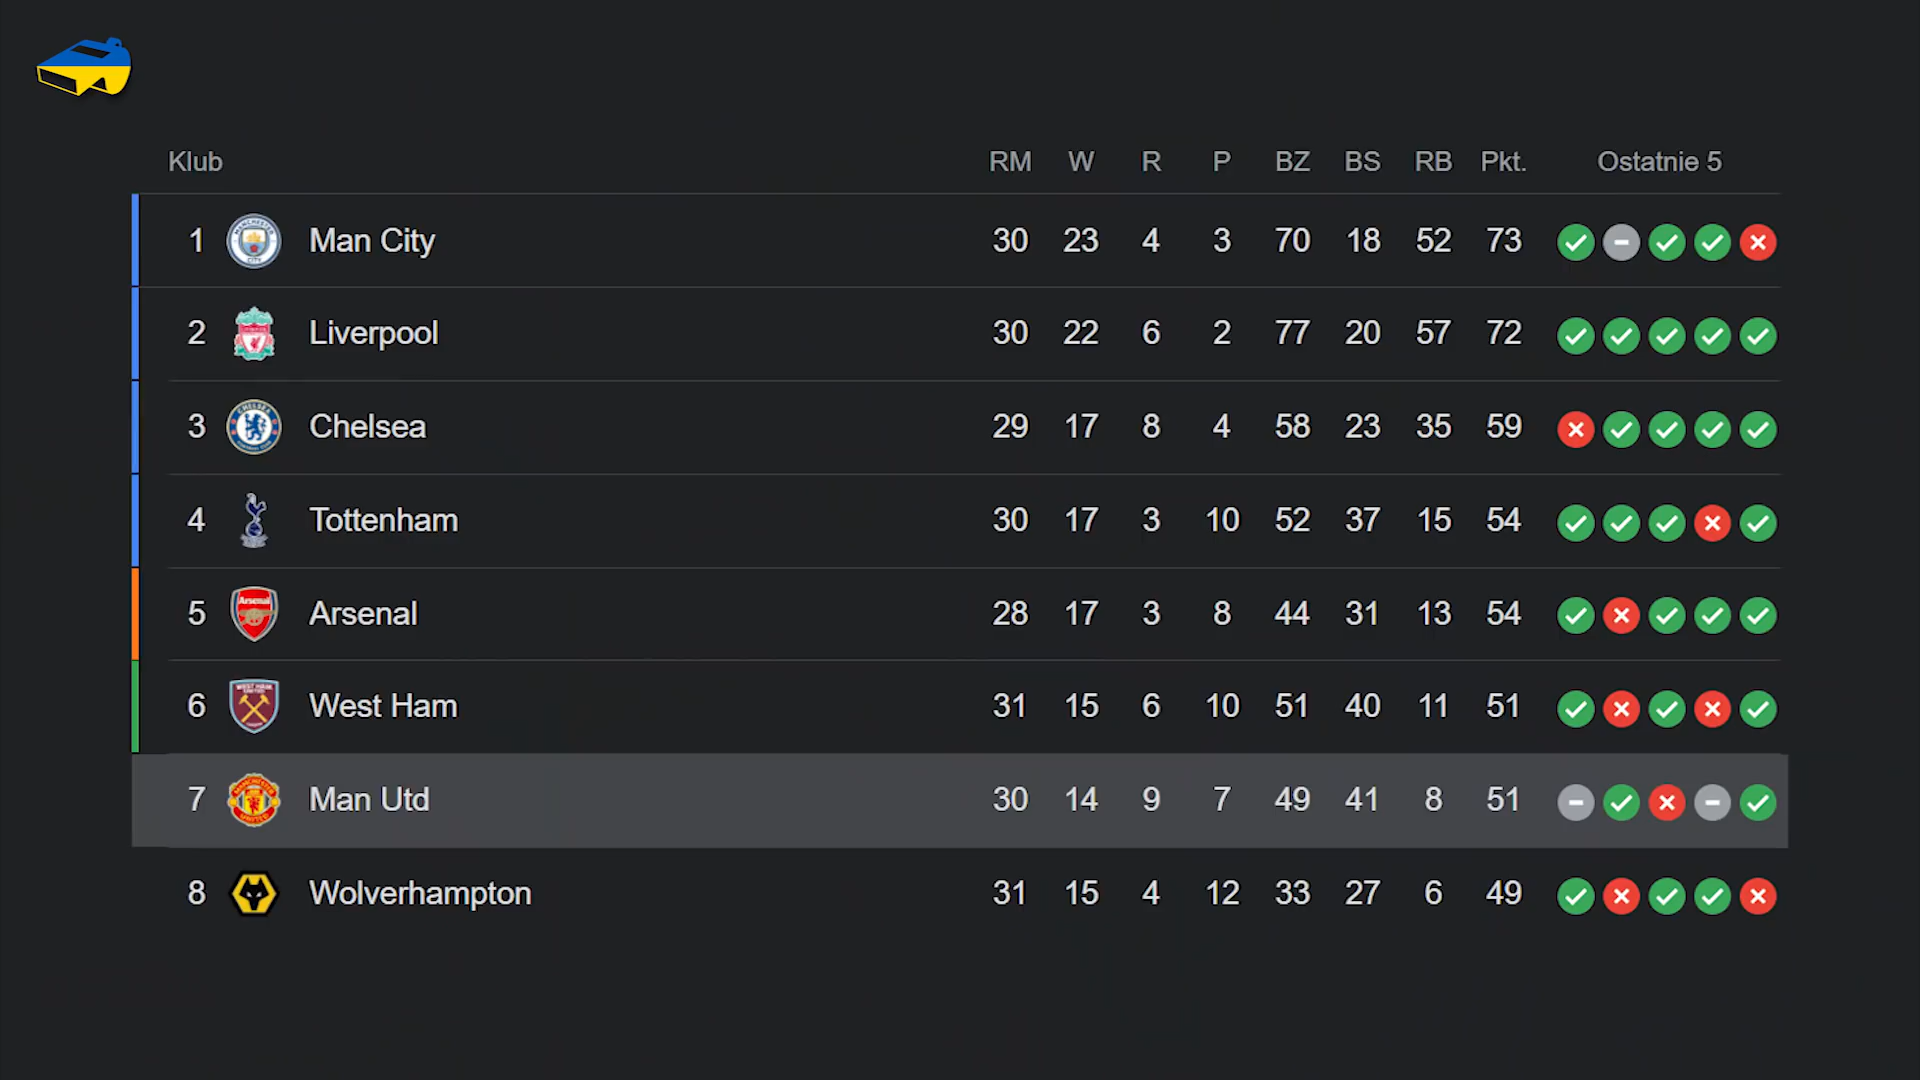 Klub RM W R P BZ BS RB Pkt. Ostatnie 5
1 Man City 30 23 4 3 70 18 52 73
2 Liverpool 30 22 6 2 77 20 57 72
3 Chelsea 29 17 8 4 58 23 35 59
4 Tottenham 30 17 3 10 52 37 15 54
5 Arsenal 28 17 3 8 44 31 13 54
6 West Ham 31 15 6 10 51 40 11 51
7 Man Utd 30 14 9 7 49 41 8 51
8 Wolverhampton 31 15 4 12 33 27 6 49